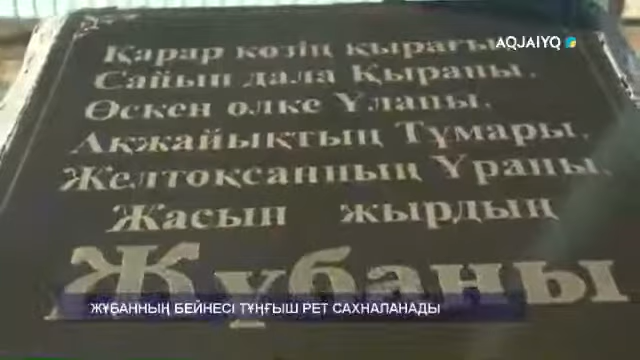 AQJAIYQ
Қарар көзің қырағы
Сайын дала Қыраны,
Өскен өлке Ұланы,
Ақжайықтың Тұмары,
Желтоқсанның Ұраны,
Жасын жырдың
Жұбаны
ЖҰБАННЫҢ БЕЙНЕСІ ТҰҢҒЫШ РЕТ САХНАЛАНАДЫ